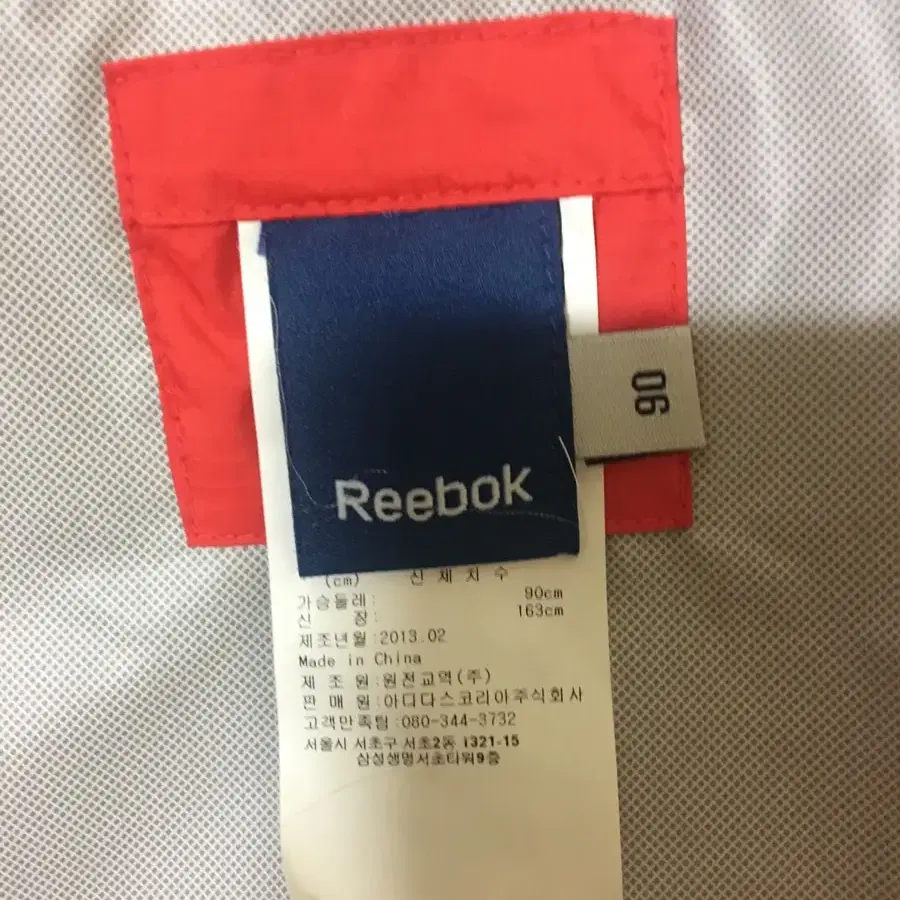 Reebok
90
(cm) 신체치수
가슴둘레: 90cm
신 장: 163cm
제조년월:2013.02
Made in China
제 조 원:원전교역(주)
판 매 원:아디다스코리아주식회사
고객만족팀:080-344-3732
서울시 서초구 서초2동 1321-15
삼성생명서초타워9층